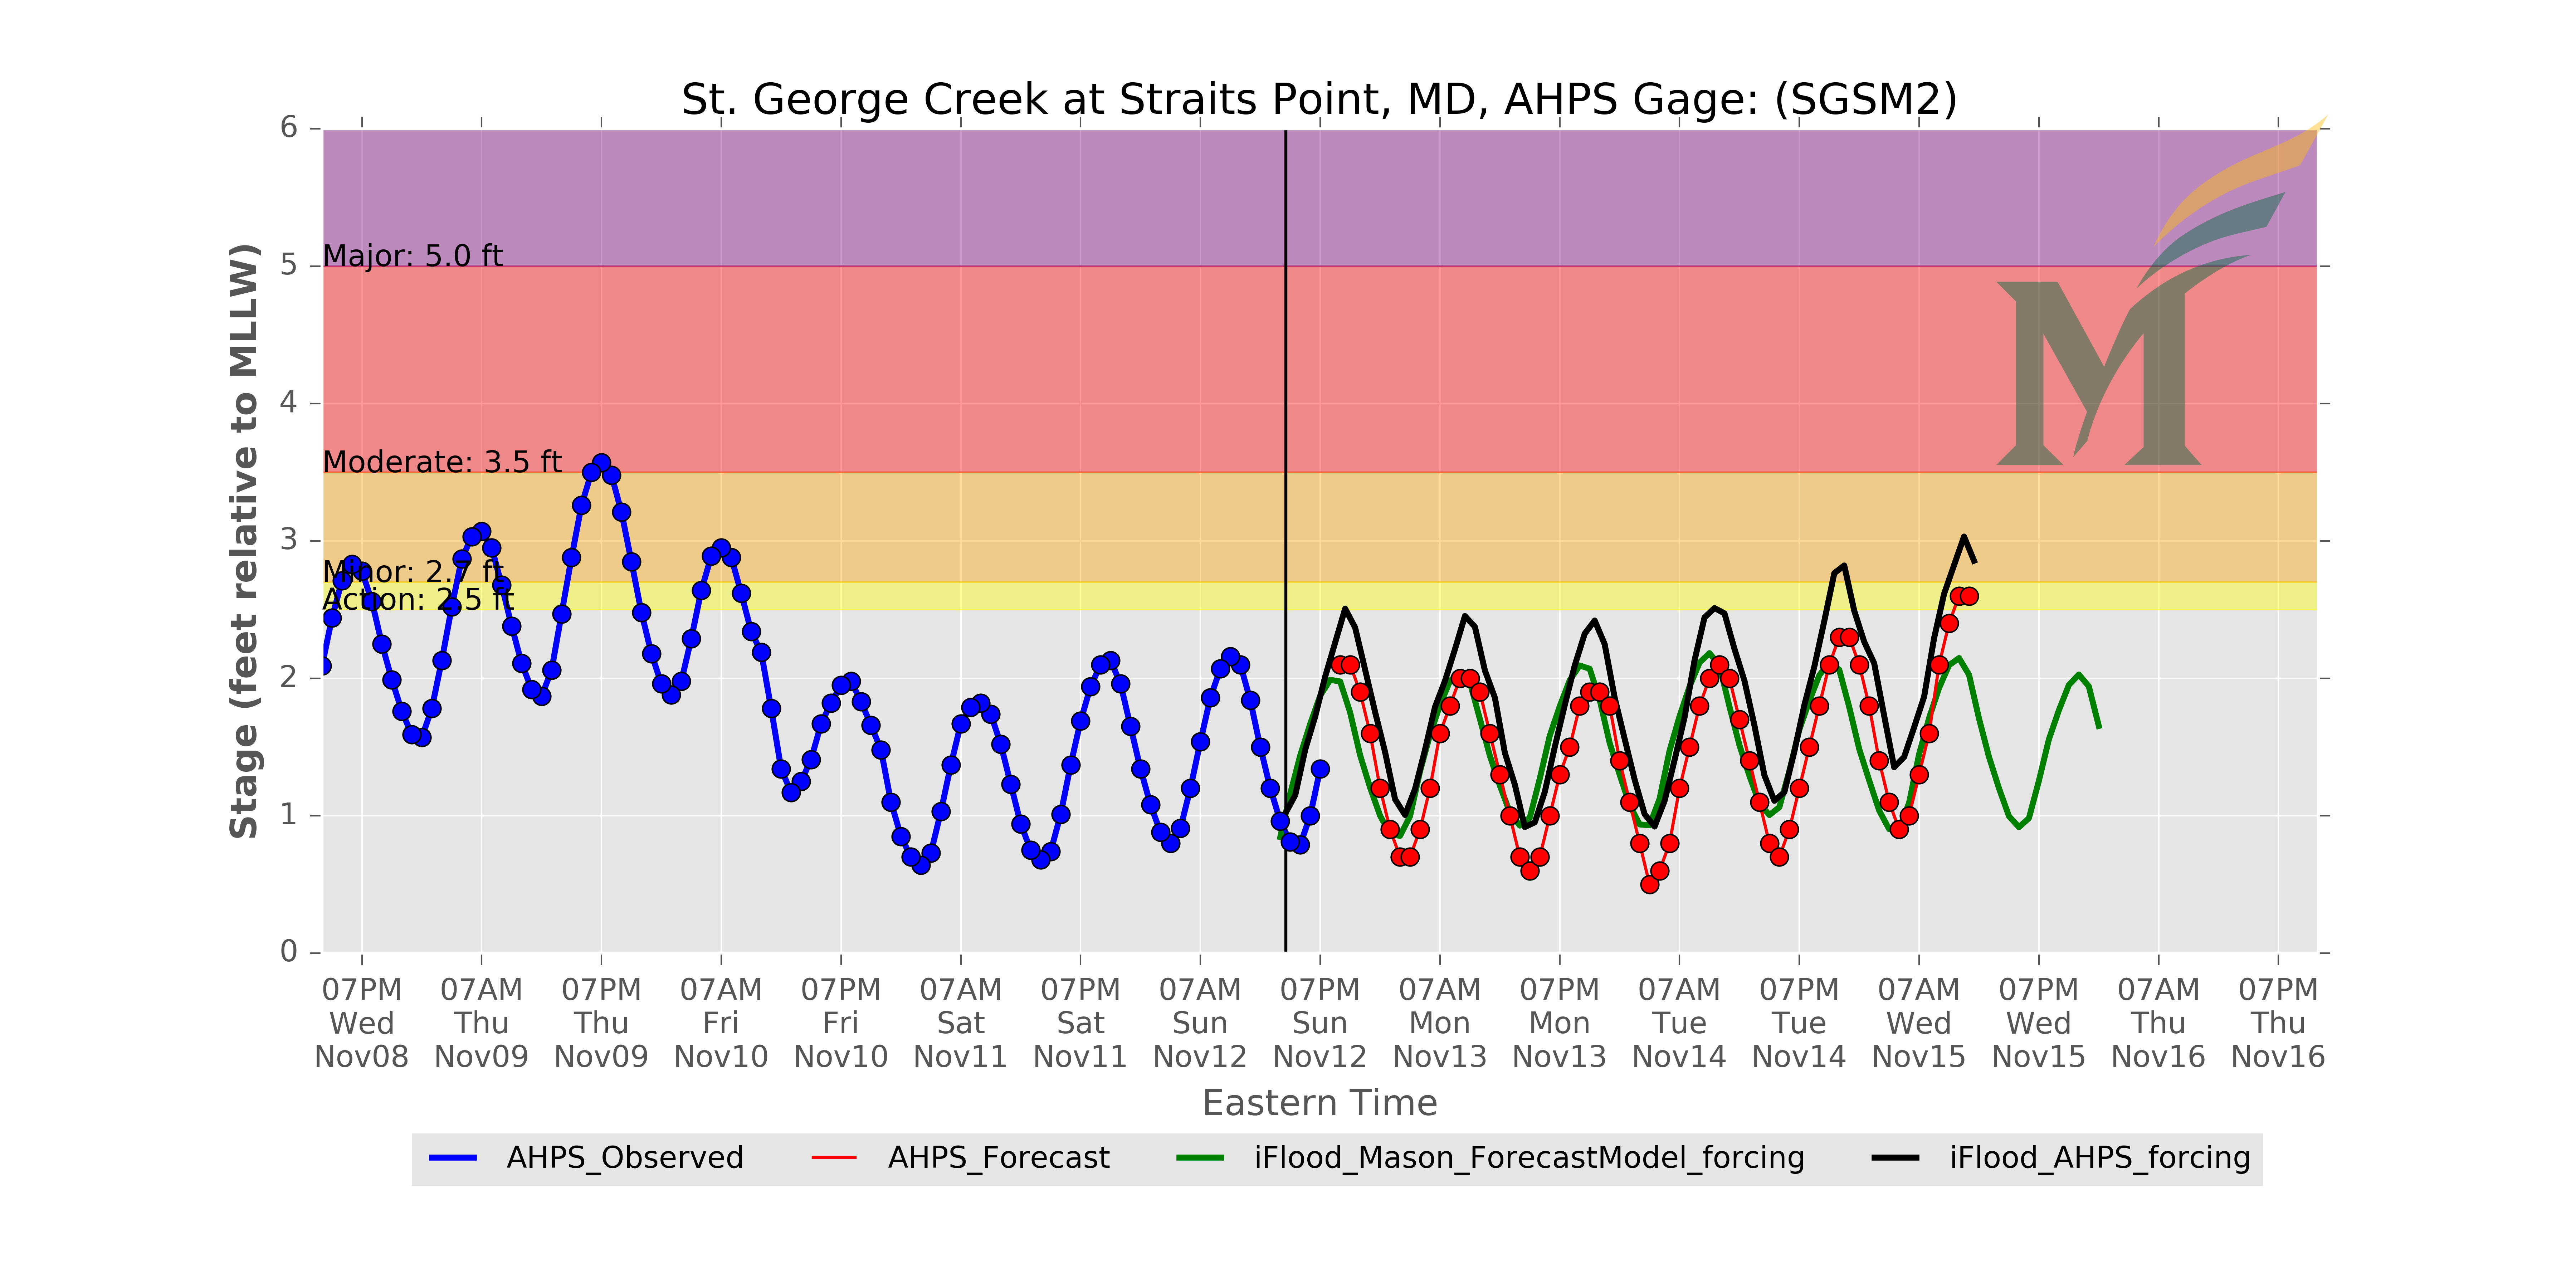 St. George Creek at Straits Point, MD, AHPS Gage: (SGSM2)
Stage (feet relative to MLLW)
6
5
4
3
2
1
0
Major: 5.0 ft
Moderate: 3.5 ft
Minor: 2.7 ft
Action: 2.5 ft
M
07PM 07AM 07PM 07AM 07PM 07AM 07PM 07AM 07PM 07AM 07PM 07AM 07PM 07AM 07PM 07AM 07PM
Wed Thu Thu Fri Fri Sat Sat Sun Sun Mon Mon Tue Tue Wed Wed Thu Thu
Nov08 Nov09 Nov09 Nov10 Nov10 Nov11 Nov11 Nov12 Nov12 Nov13 Nov13 Nov14 Nov14 Nov15 Nov15 Nov16 Nov16
Eastern Time
AHPS_Observed AHPS_Forecast iFlood_Mason_ForecastModel_forcing iFlood_AHPS_forcing